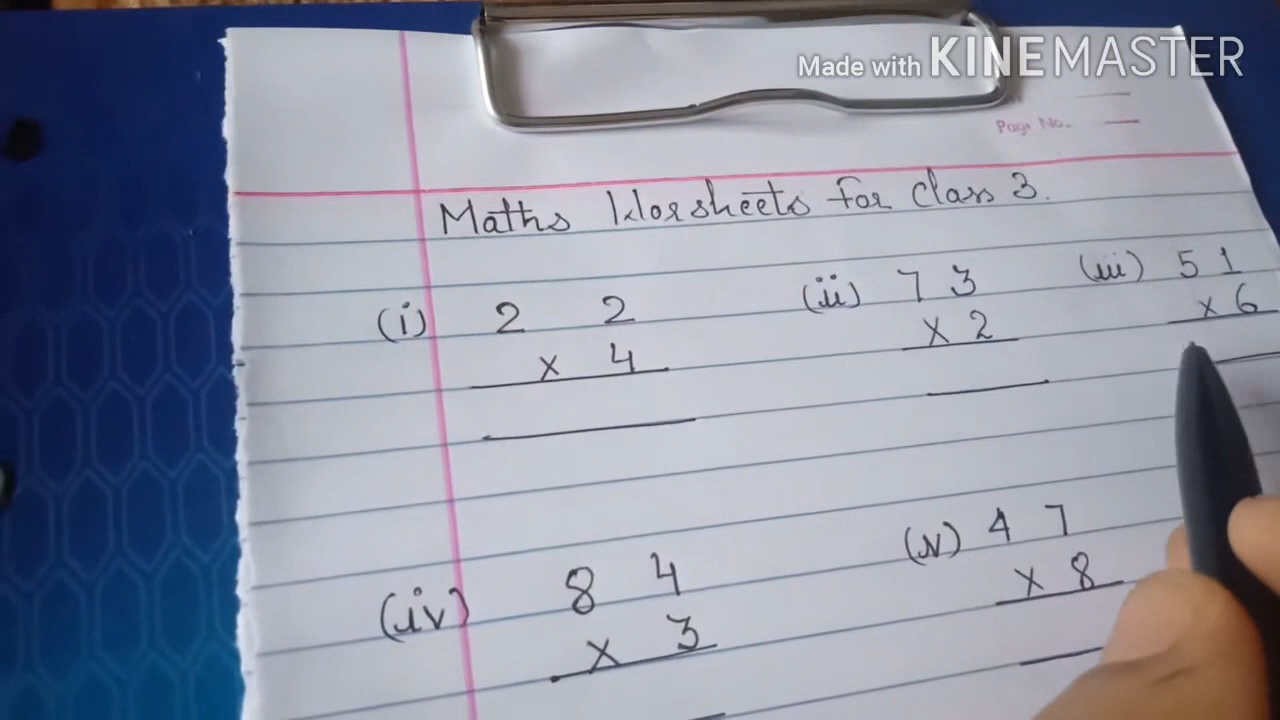 Made with KINEMASTER
Page No.
Maths Worsheets for Class 3.
(i) 2 2
x 4
(ii) 7 3
x 2
(iii) 5 1
x 6
(iv) 8 4
x 3
(v) 4 7
x 8